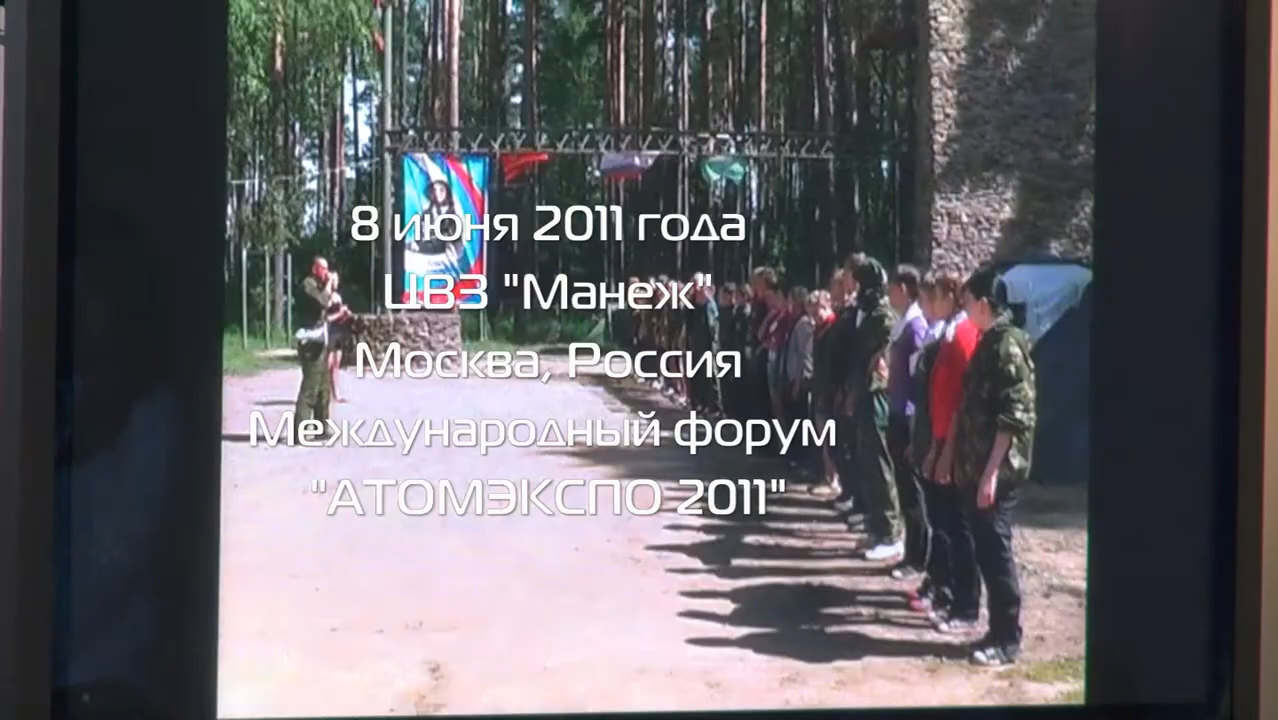 8 июня 2011 года
ЦВЗ "Манеж"
Москва, Россия
Международный форум
"АТОМЭКСПО 2011"